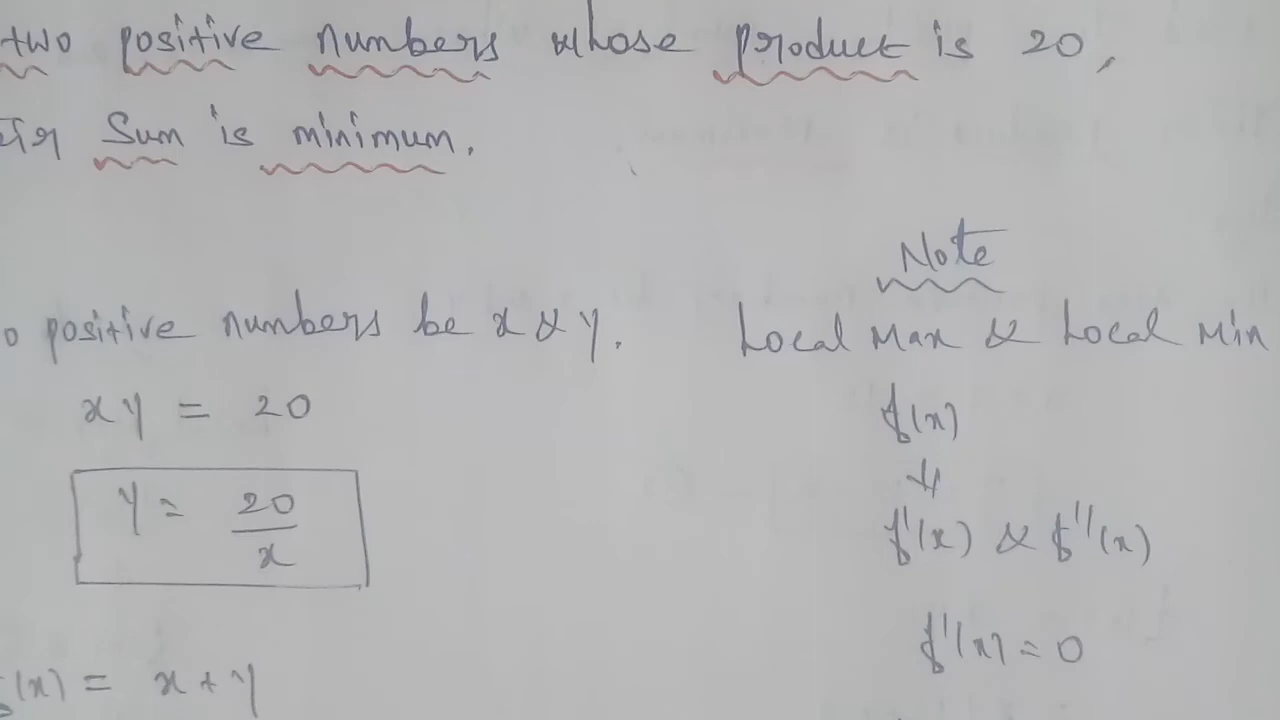 two positive numbers whose product is 20,
Sum is minimum.
Note
positive numbers be x & y.
Local Max & Local Min
xy = 20
f(x)
y = 20/x
f'(x) & f''(x)
f'(x) = 0
(x) = x + y